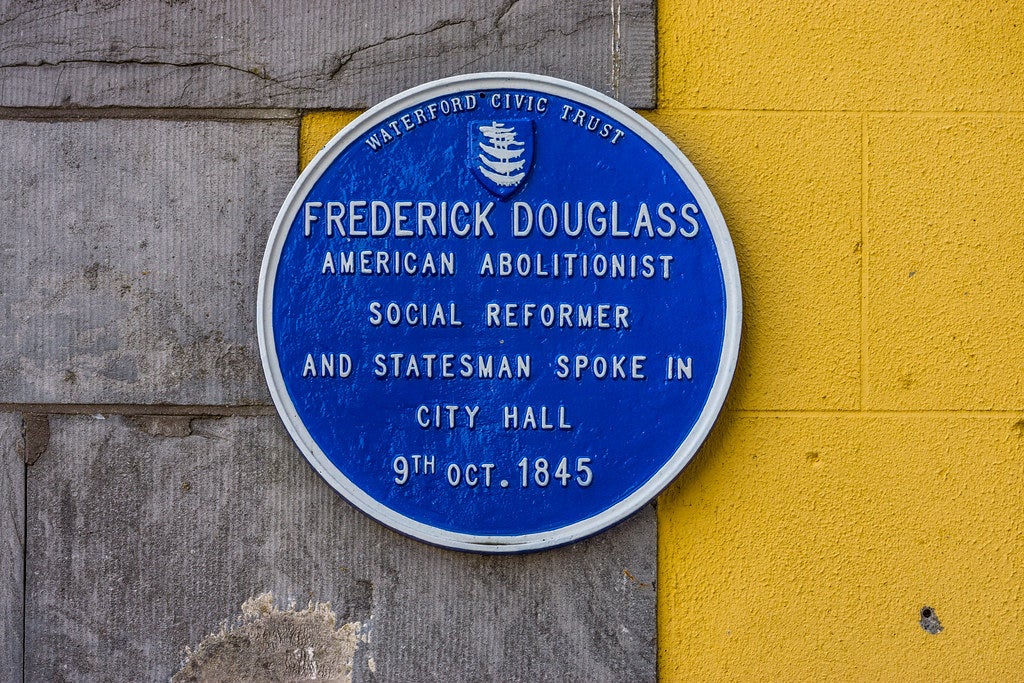 WATERFORD CIVIC TRUST
FREDERICK DOUGLASS
AMERICAN ABOLITIONIST
SOCIAL REFORMER
AND STATESMAN SPOKE IN
CITY HALL
9TH OCT. 1845